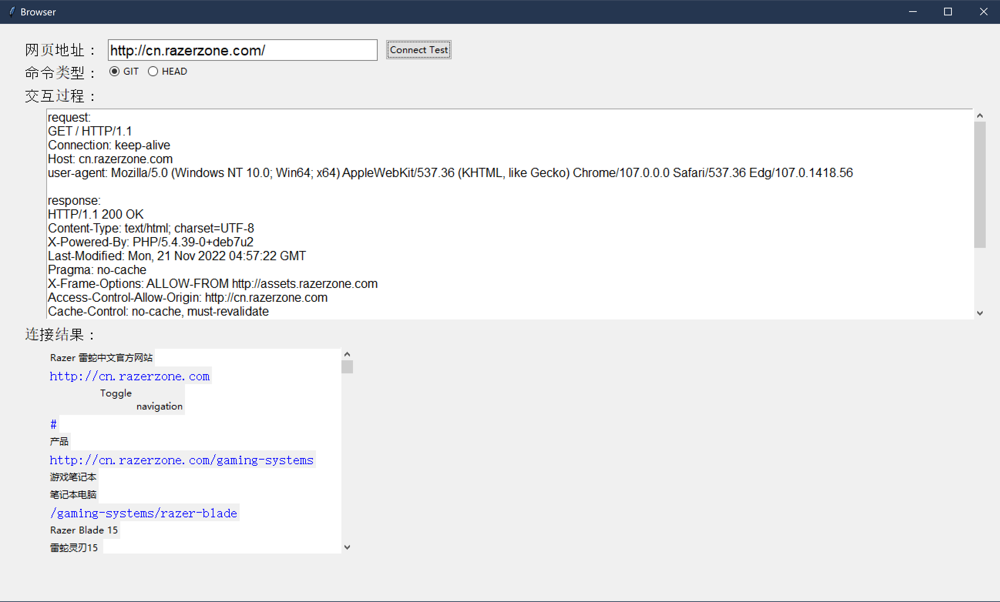 Browser
网页地址： http://cn.razerzone.com/ Connect Test
命令类型： GIT HEAD
交互过程：
request:
GET / HTTP/1.1
Connection: keep-alive
Host: cn.razerzone.com
user-agent: Mozilla/5.0 (Windows NT 10.0; Win64; x64) AppleWebKit/537.36 (KHTML, like Gecko) Chrome/107.0.0.0 Safari/537.36 Edg/107.0.1418.56
response:
HTTP/1.1 200 OK
Content-Type: text/html; charset=UTF-8
X-Powered-By: PHP/5.4.39-0+deb7u2
Last-Modified: Mon, 21 Nov 2022 04:57:22 GMT
Pragma: no-cache
X-Frame-Options: ALLOW-FROM http://assets.razerzone.com
Access-Control-Allow-Origin: http://cn.razerzone.com
Cache-Control: no-cache, must-revalidate
连接结果：
Razer 雷蛇中文官方网站
http://cn.razerzone.com
Toggle
navigation
#
产品
http://cn.razerzone.com/gaming-systems
游戏笔记本
笔记本电脑
/gaming-systems/razer-blade
Razer Blade 15
雷蛇灵刃15